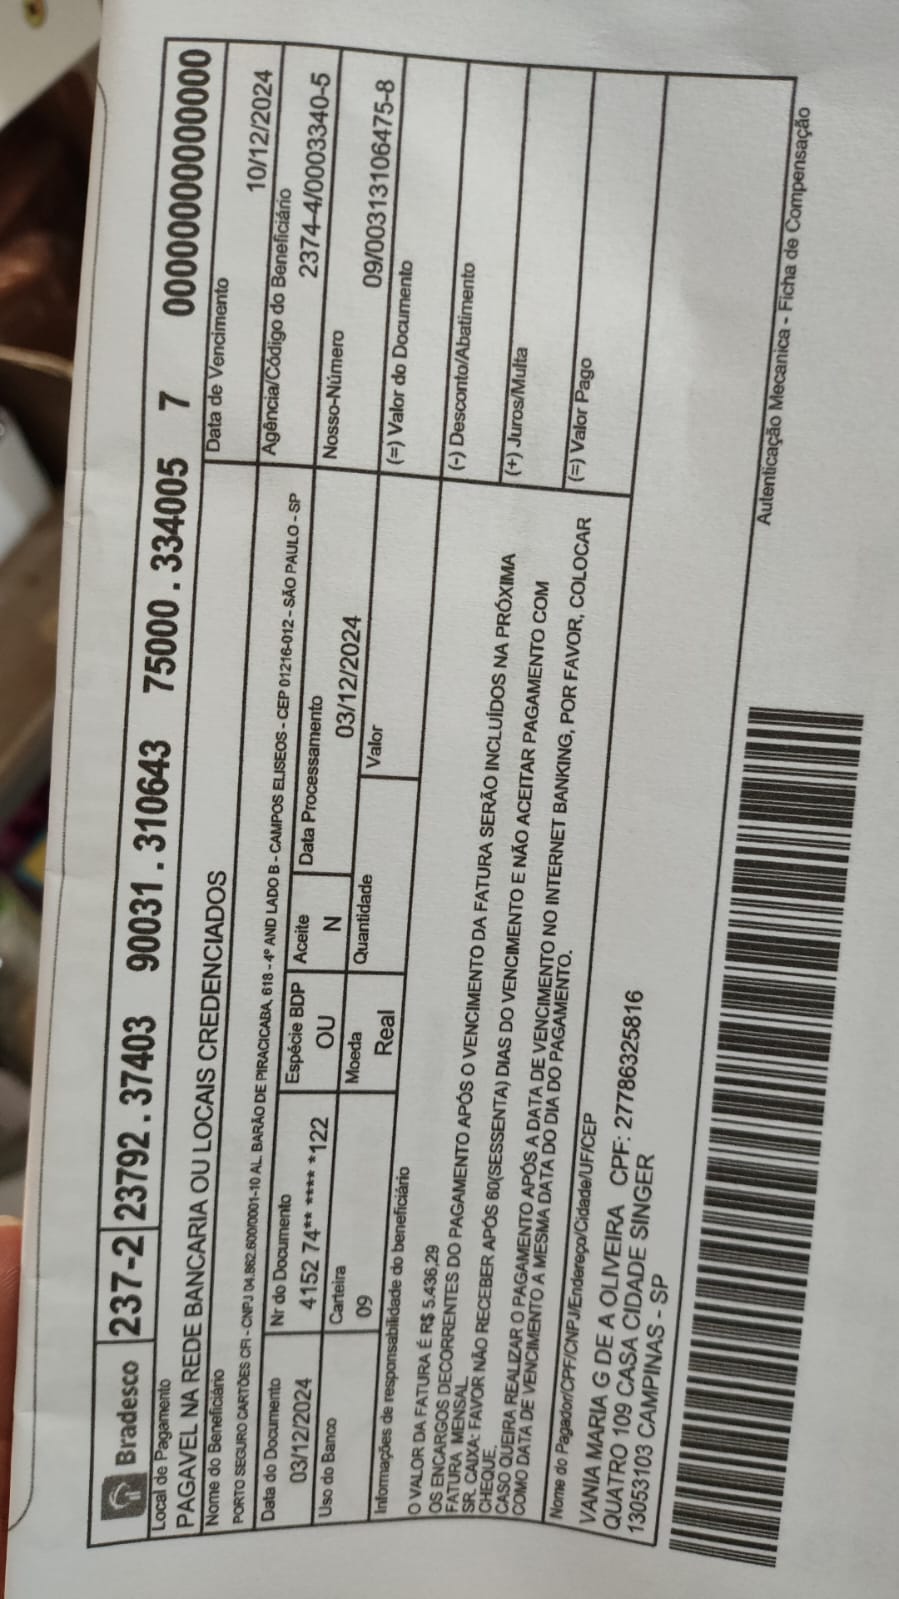 Bradesco 237-2 23792.37403 90031.310643 75000.334005 7 00000000000000
Local de Pagamento
PAGAVEL NA REDE BANCARIA OU LOCAIS CREDENCIADOS
Data de Vencimento
10/12/2024
Nome do Beneficiário
PORTO SEGURO CARTÕES CFI - CNPJ 04.862.600/0001-10 AL. BARÃO DE PIRACICABA, 618 - 4º AND LADO B - CAMPOS ELISEOS - CEP 01216-012 - SÃO PAULO - SP
Agência/Código do Beneficiário
2374-4/0003340-5
Data do Documento
03/12/2024
Nr do Documento
4152 74** **** *122
Espécie BDP
OU
Aceite
N
Data Processamento
03/12/2024
Nosso-Número
09/00313106475-8
Uso do Banco
Carteira
09
Moeda
Real
Quantidade
Valor
(=) Valor do Documento
Informações de responsabilidade do beneficiário
O VALOR DA FATURA É R$ 5.436,29
OS ENCARGOS DECORRENTES DO PAGAMENTO APÓS O VENCIMENTO DA FATURA SERÃO INCLUÍDOS NA PRÓXIMA
FATURA MENSAL
SR. CAIXA: FAVOR NÃO RECEBER APÓS 60(SESSENTA) DIAS DO VENCIMENTO E NÃO ACEITAR PAGAMENTO COM
CHEQUE.
CASO QUEIRA REALIZAR O PAGAMENTO APÓS A DATA DE VENCIMENTO NO INTERNET BANKING, POR FAVOR, COLOCAR
COMO DATA DE VENCIMENTO A MESMA DATA DO DIA DO PAGAMENTO.
(-) Desconto/Abatimento
(+) Juros/Multa
(=) Valor Pago
Nome do Pagador/CPF/CNPJ/Endereço/Cidade/UF/CEP
VANIA MARIA G DE A OLIVEIRA CPF: 27786325816
QUATRO 109 CASA CIDADE SINGER
13053103 CAMPINAS - SP
Autenticação Mecanica - Ficha de Compensação